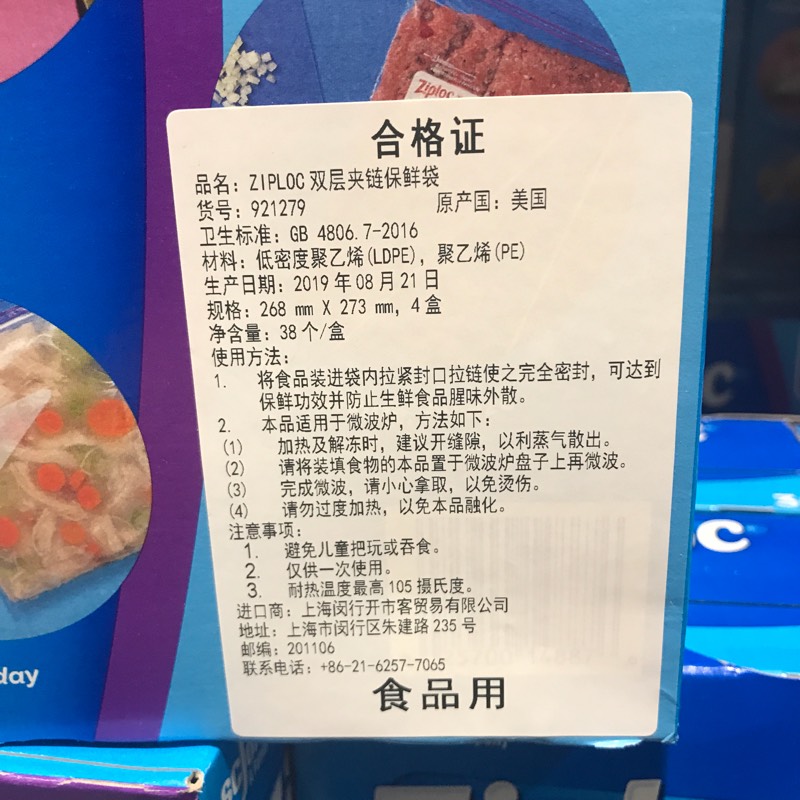 Ziploc
合格证
品名：ZIPLOC 双层夹链保鲜袋
货号：921279 原产国：美国
卫生标准：GB 4806.7-2016
材料：低密度聚乙烯(LDPE)，聚乙烯(PE)
生产日期：2019 年 08 月 21 日
规格：268 mm X 273 mm, 4 盒
净含量：38 个/盒
使用方法：
1. 将食品装进袋内拉紧封口拉链使之完全密封，可达到
保鲜功效并防止生鲜食品腥味外散。
2. 本品适用于微波炉，方法如下：
(1) 加热及解冻时，建议开缝隙，以利蒸气散出。
(2) 请将装填食物的本品置于微波炉盘子上再微波。
(3) 完成微波，请小心拿取，以免烫伤。
(4) 请勿过度加热，以免本品融化。
注意事项：
1. 避免儿童把玩或吞食。
2. 仅供一次使用。
3. 耐热温度最高 105 摄氏度。
进口商：上海闵行开市客贸易有限公司
地址：上海市闵行区朱建路 235 号
邮编：201106
联系电话：+86-21-6257-7065
食品用
day
c
c